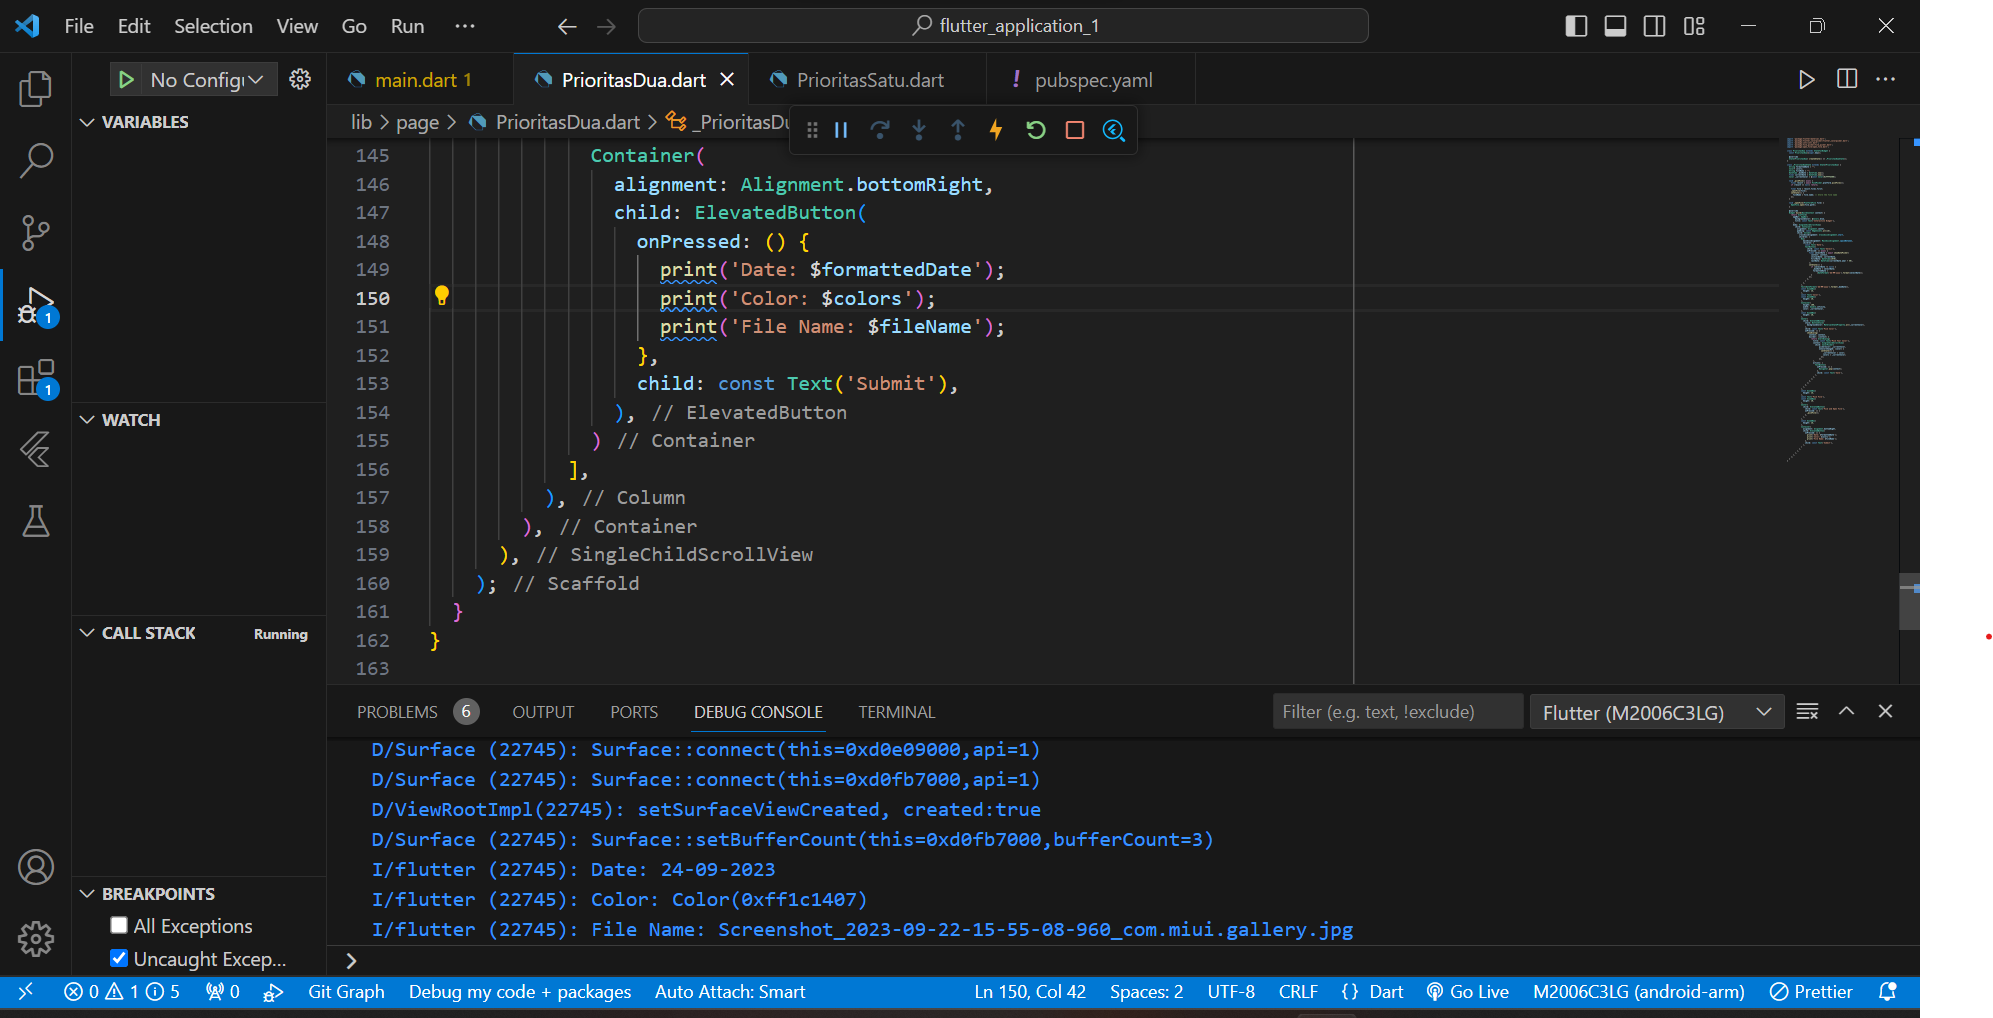 File Edit Selection View Go Run ··· flutter_application_1
No Config main.dart 1 PrioritasDua.dart PrioritasSatu.dart ! pubspec.yaml
VARIABLES
lib > page > PrioritasDua.dart > _PrioritasDu
145 Container(
146 alignment: Alignment.bottomRight,
147 child: ElevatedButton(
148 onPressed: () {
149 print('Date: $formattedDate');
150 print('Color: $colors');
151 print('File Name: $fileName');
152 },
153 child: const Text('Submit'),
154 ), // ElevatedButton
155 ) // Container
156 ],
157 ), // Column
158 ), // Container
159 ), // SingleChildScrollView
160 ); // Scaffold
161 }
162 }
163
1
1
WATCH
CALL STACK Running
BREAKPOINTS
All Exceptions
Uncaught Excep...
PROBLEMS 6 OUTPUT PORTS DEBUG CONSOLE TERMINAL Filter (e.g. text, !exclude) Flutter (M2006C3LG)
D/Surface (22745): Surface::connect(this=0xd0e09000,api=1)
D/Surface (22745): Surface::connect(this=0xd0fb7000,api=1)
D/ViewRootImpl(22745): setSurfaceViewCreated, created:true
D/Surface (22745): Surface::setBufferCount(this=0xd0fb7000,bufferCount=3)
I/flutter (22745): Date: 24-09-2023
I/flutter (22745): Color: Color(0xff1c1407)
I/flutter (22745): File Name: Screenshot_2023-09-22-15-55-08-960_com.miui.gallery.jpg
>
0 1 5 0 Git Graph Debug my code + packages Auto Attach: Smart Ln 150, Col 42 Spaces: 2 UTF-8 CRLF {} Dart Go Live M2006C3LG (android-arm) Prettier